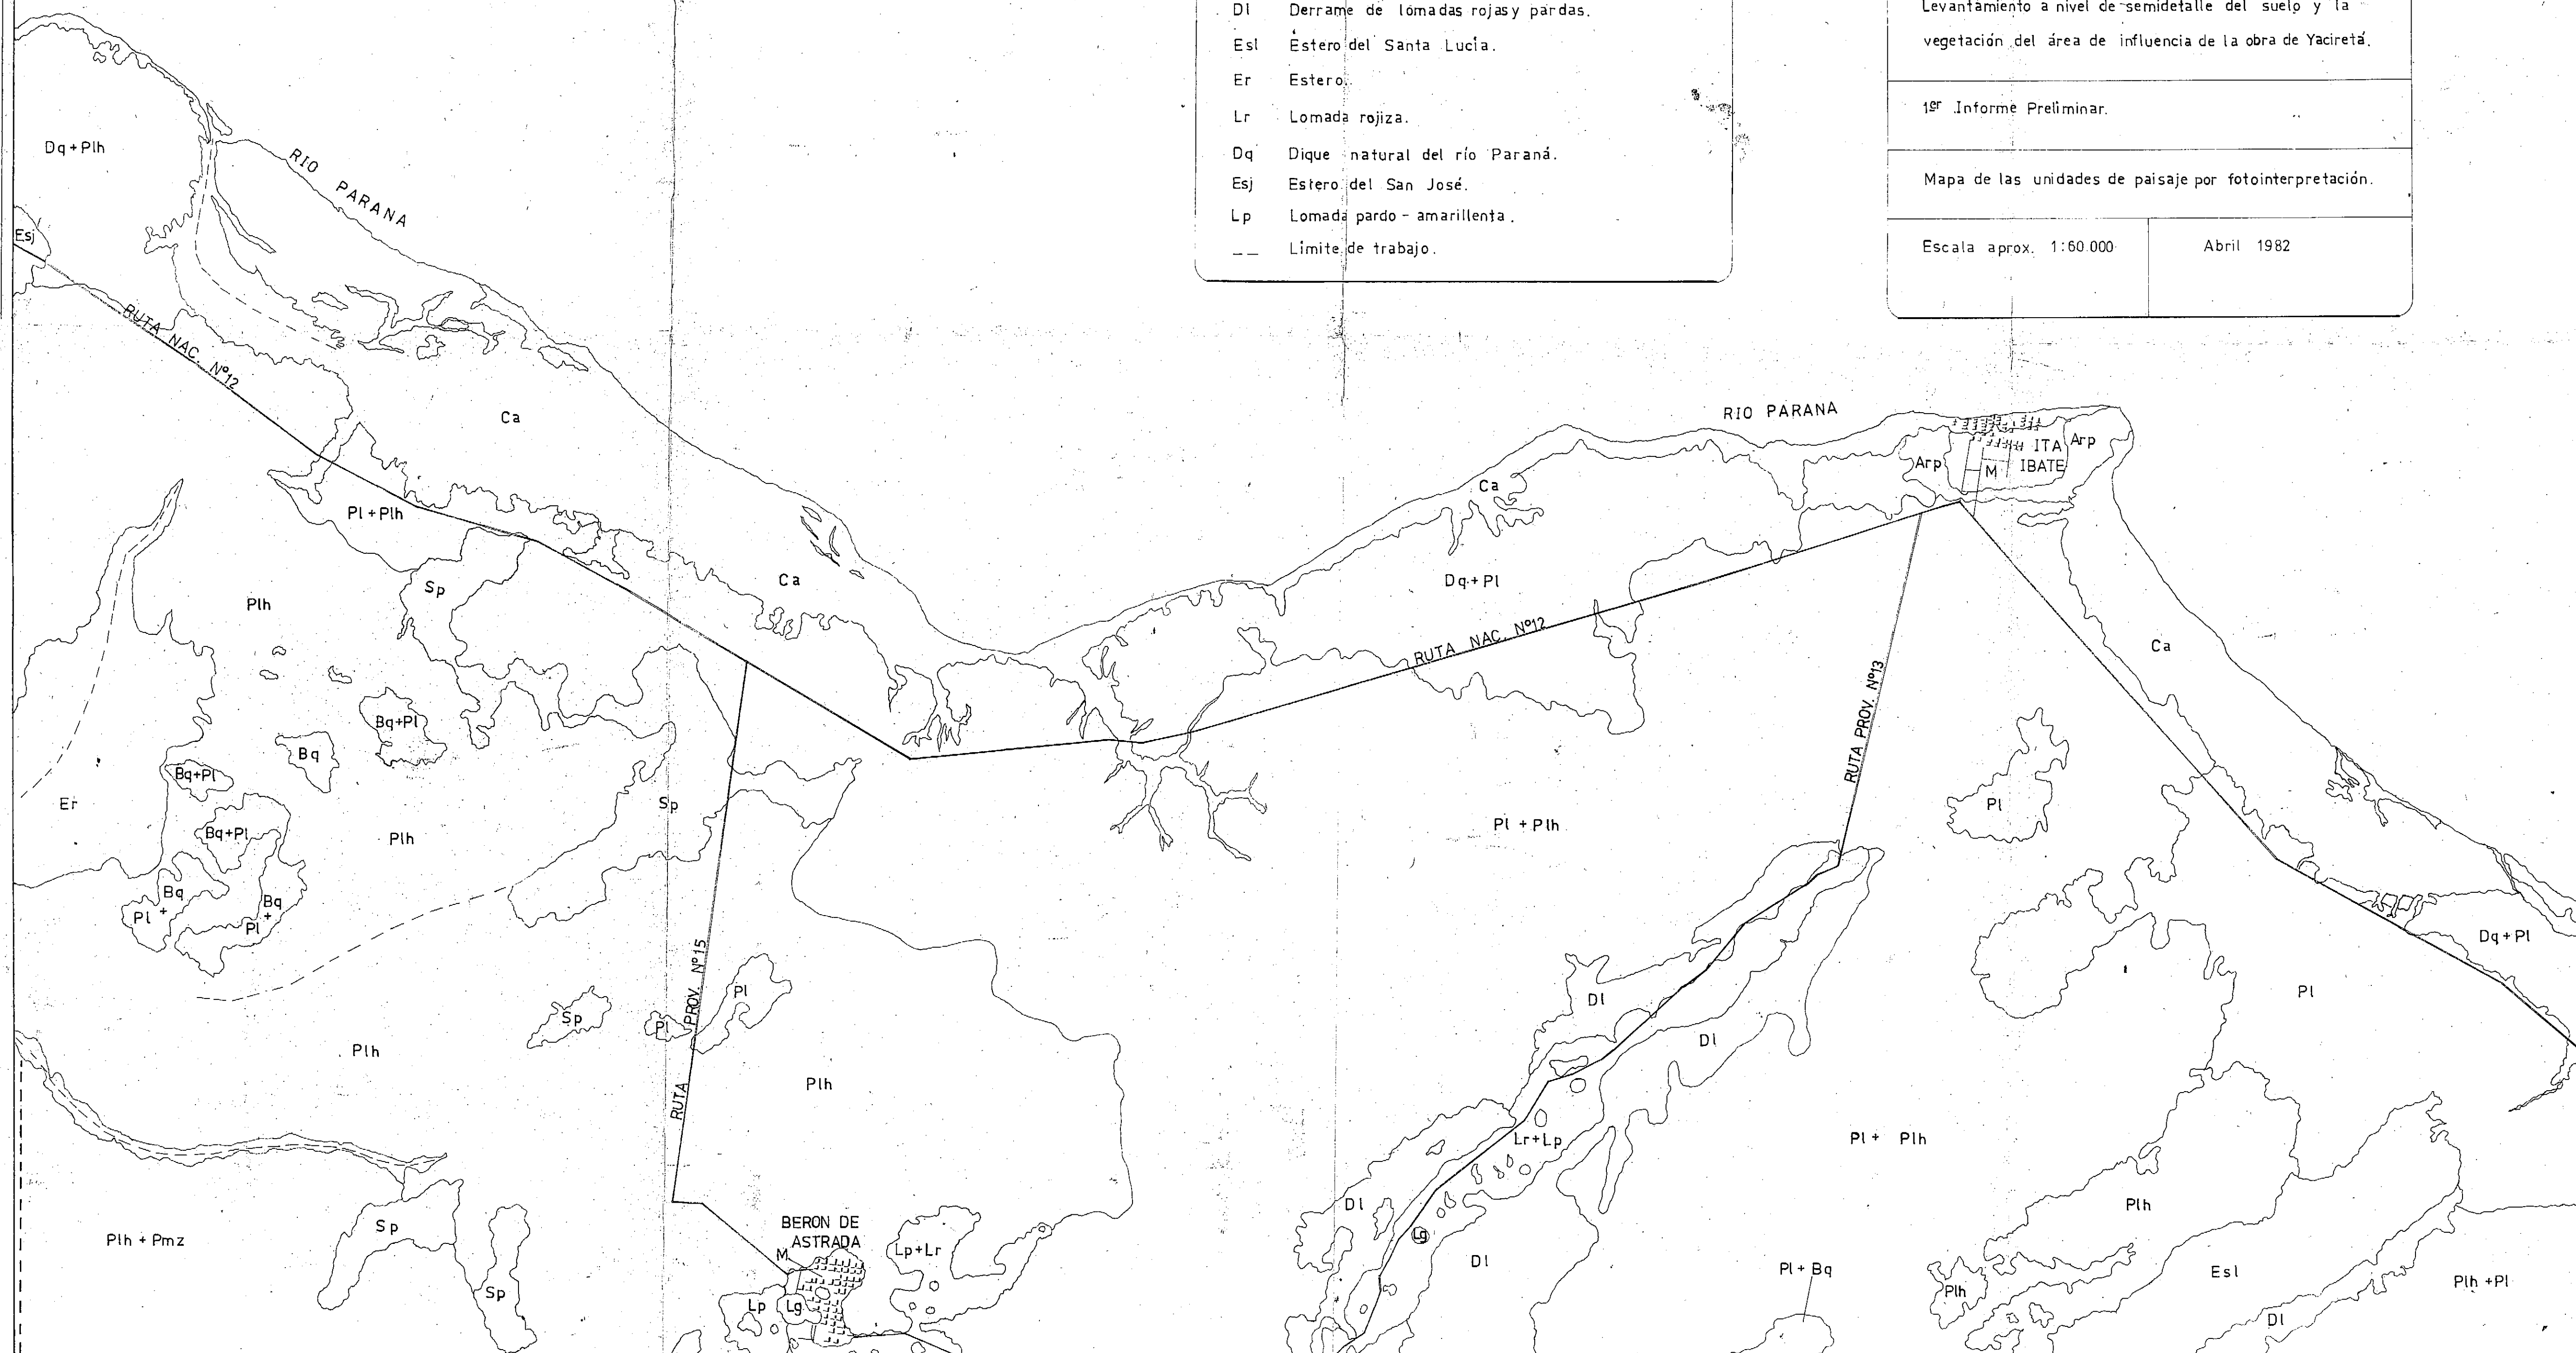 Dl Derrame de lomadas rojas y pardas.
Esl Estero del Santa Lucía.
Er Estero.
Lr Lomada rojiza.
Dq Dique natural del río Paraná.
Esj Estero del San José.
Lp Lomada pardo - amarillenta.
-- Limite de trabajo.
Levantamiento a nivel de semidetalle del suelo y la
vegetación del área de influencia de la obra de Yaciretá.
1er Informe Preliminar.
Mapa de las unidades de paisaje por fotointerpretación.
Escala aprox. 1:60.000
Abril 1982
Dq+Plh
RIO PARANA
Esj
RUTA NAC. Nº12
Ca
RIO PARANA
ITA
IBATE
Arp
Arp
M
Ca
Pl+Plh
Sp
Plh
Ca
Dq+Pl
RUTA NAC. Nº12
Ca
RUTA PROV. Nº13
Bq+Pl
Bq
Bq+Pl
Er
Sp
Bq+Pl
Plh
Pl + Plh
Pl
Bq
Pl +
Bq
+
Pl
Dq+Pl
RUTA PROV. Nº15
Pl
Sp
Pl
Dl
Pl
Plh
Dl
Plh
Lr+Lp
Pl + Plh
Dl
Plh
Plh + Pmz
Sp
BERON DE
ASTRADA
M
Lp+Lr
Lg
Dl
Pl + Bq
Esl
Plh +Pl
Sp
Lp
Lg
Plh
Dl